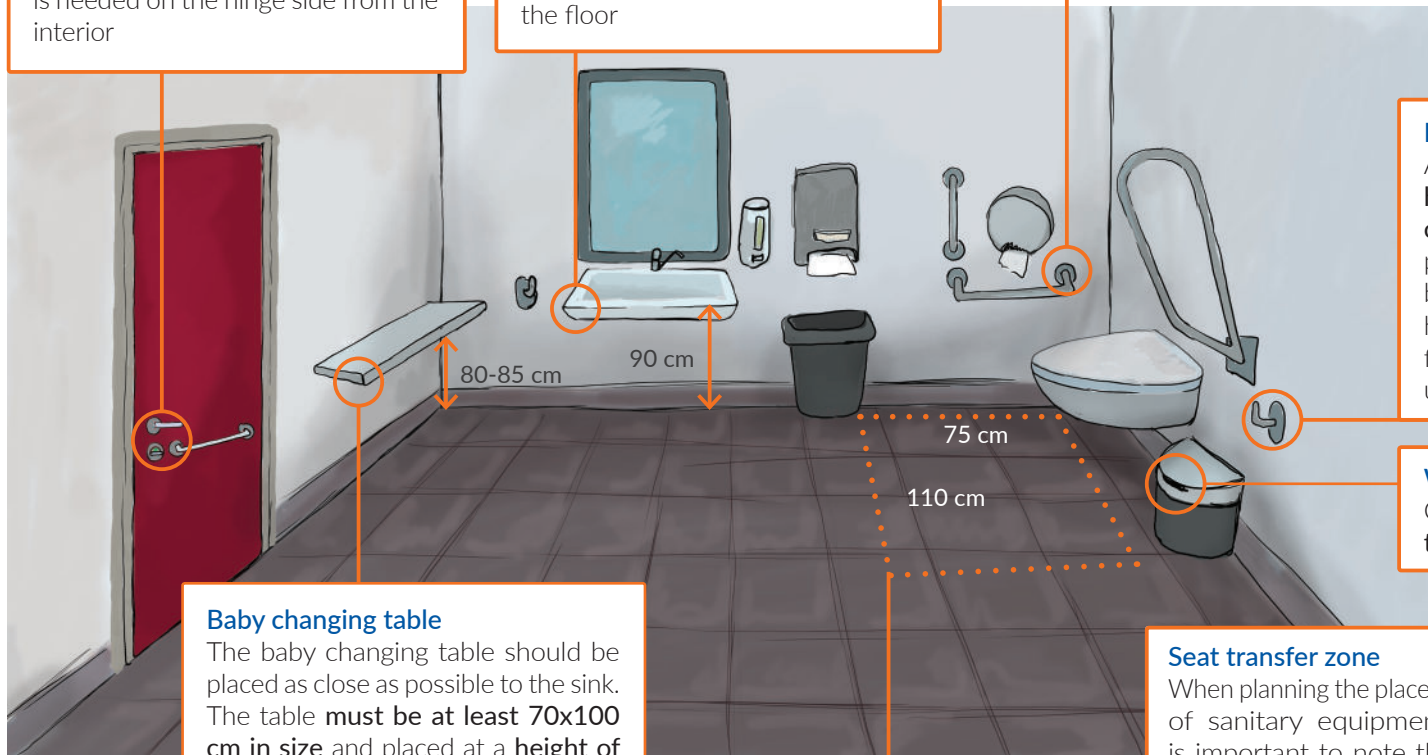 is needed on the hinge side from the
interior
the floor
80-85 cm
90 cm
75 cm
110 cm
Baby changing table
The baby changing table should be
placed as close as possible to the sink.
The table must be at least 70x100
cm in size and placed at a height of
Seat transfer zone
When planning the place
of sanitary equipmen
is important to note th